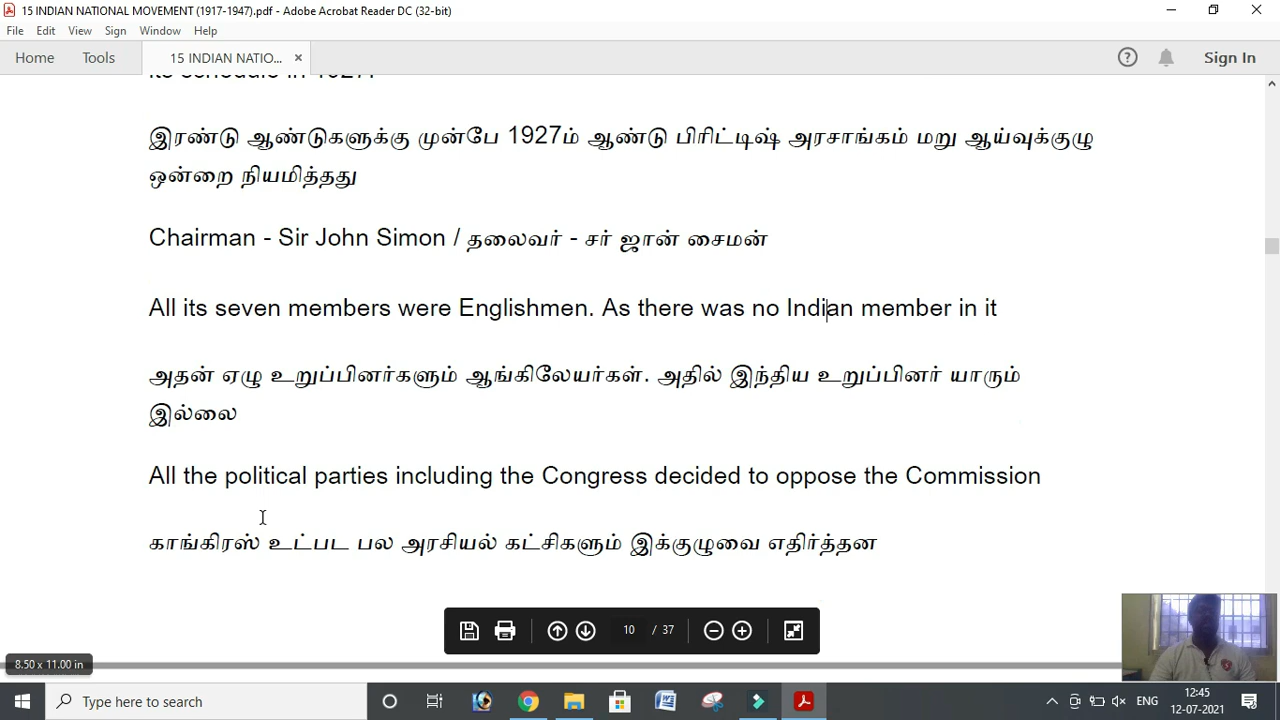 15 INDIAN NATIONAL MOVEMENT (1917-1947).pdf - Adobe Acrobat Reader DC (32-bit)
File Edit View Sign Window Help
Home Tools 15 INDIAN NATIO... × Sign In
its schedule in 1927.
இரண்டு ஆண்டுகளுக்கு முன்பே 1927ம் ஆண்டு பிரிட்டிஷ் அரசாங்கம் மறு ஆய்வுக்குழு
ஒன்றை நியமித்தது
Chairman - Sir John Simon / தலைவர் - சர் ஜான் சைமன்
All its seven members were Englishmen. As there was no Indian member in it
அதன் ஏழு உறுப்பினர்களும் ஆங்கிலேயர்கள். அதில் இந்திய உறுப்பினர் யாரும்
இல்லை
All the political parties including the Congress decided to oppose the Commission
காங்கிரஸ் உட்பட பல அரசியல் கட்சிகளும் இக்குழுவை எதிர்த்தன
10 / 37
8.50 x 11.00 in
Type here to search ENG 12:45
12-07-2021